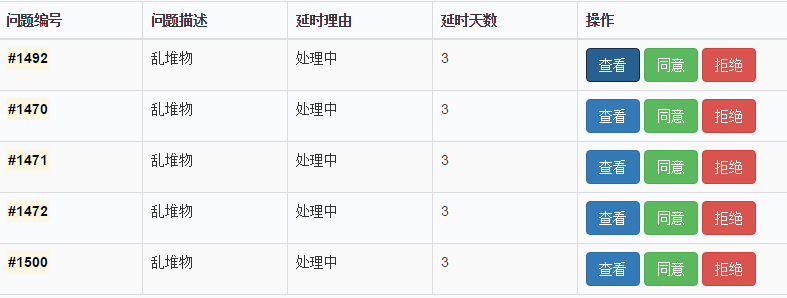 问题编号 问题描述 延时理由 延时天数 操作
#1492 乱堆物 处理中 3 查看 同意 拒绝
#1470 乱堆物 处理中 3 查看 同意 拒绝
#1471 乱堆物 处理中 3 查看 同意 拒绝
#1472 乱堆物 处理中 3 查看 同意 拒绝
#1500 乱堆物 处理中 3 查看 同意 拒绝